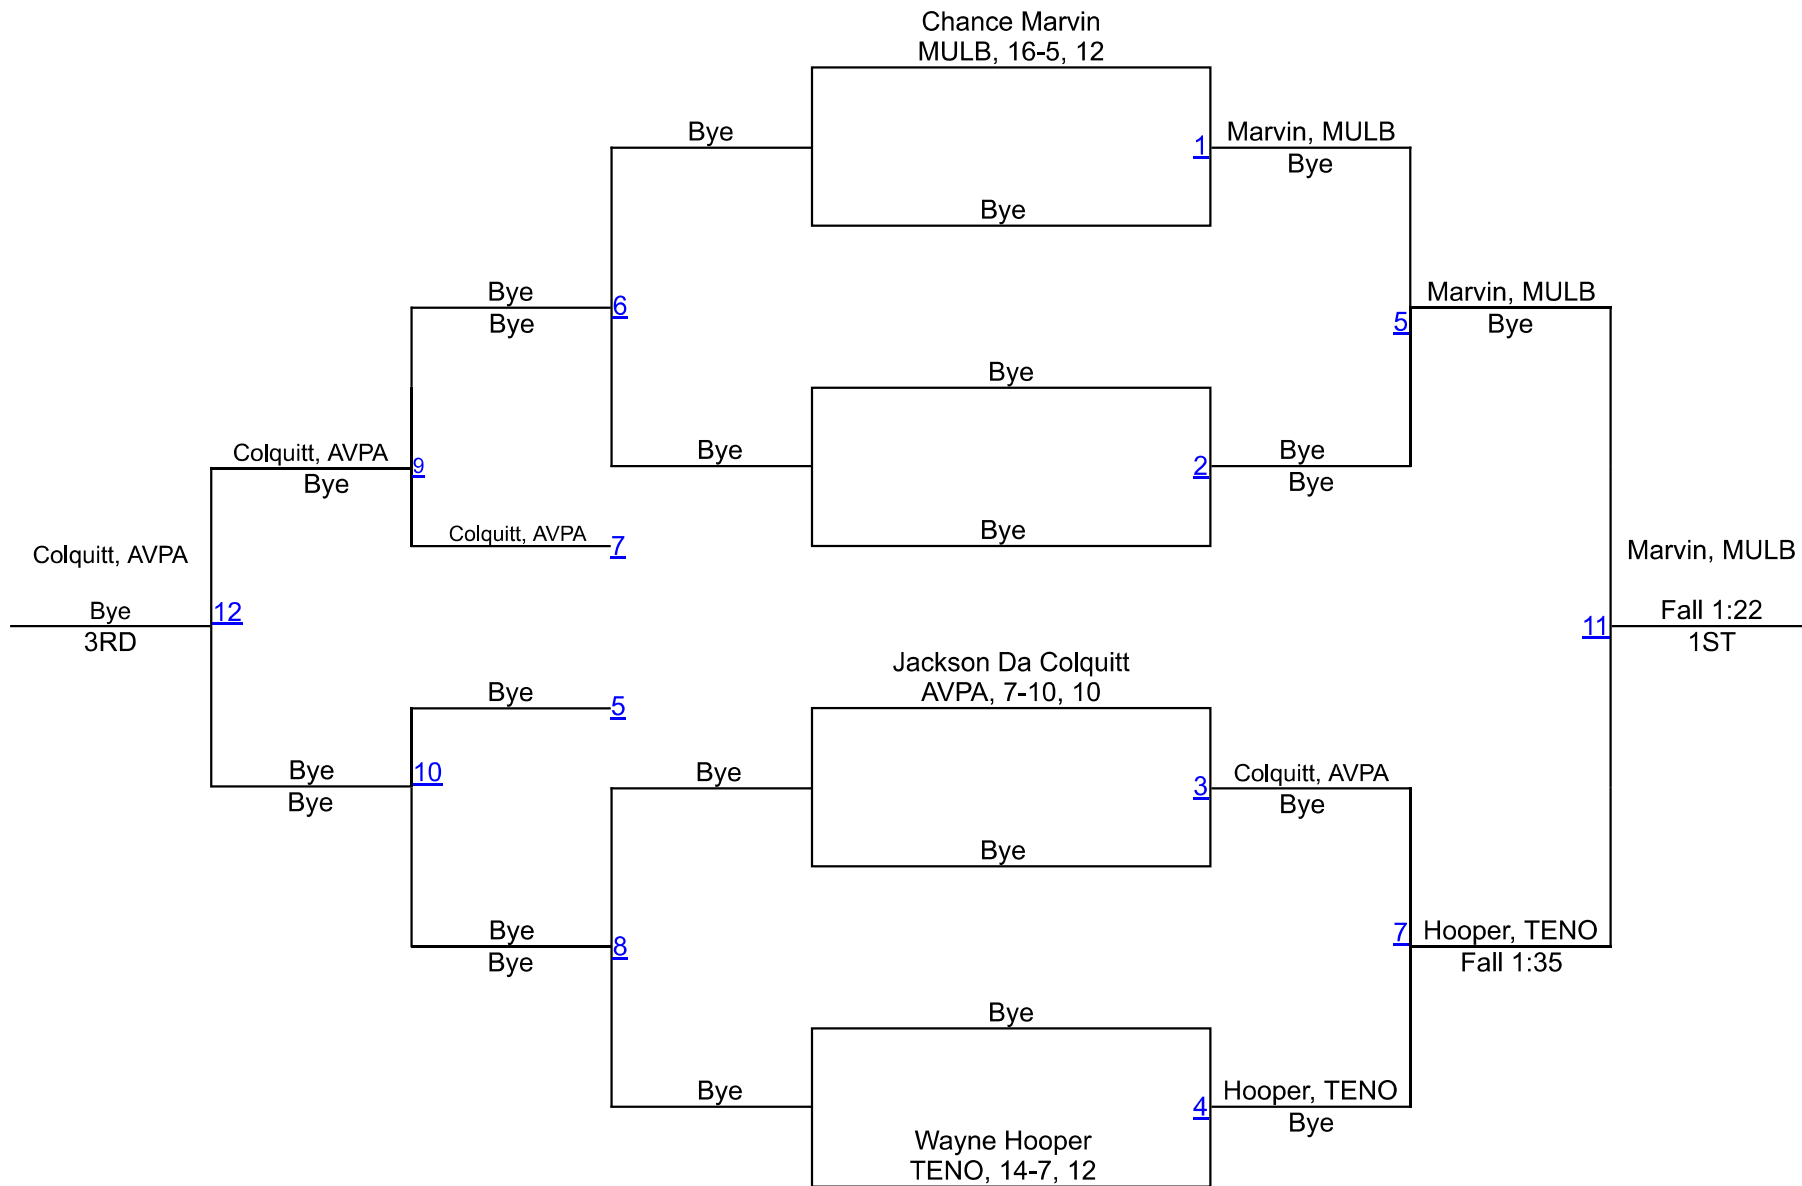 Chance Marvin
MULB, 16-5, 12
Bye
1
Marvin, MULB
Bye
Bye
Bye
Bye
6
Marvin, MULB
Bye
5
Bye
Colquitt, AVPA
Bye
9
Bye
2
Bye
Bye
Colquitt, AVPA
7
Bye
Colquitt, AVPA
Bye
3RD
12
Marvin, MULB
Fall 1:22
1ST
11
Jackson Da Colquitt
AVPA, 7-10, 10
Bye
5
Bye
Bye
10
Bye
3
Colquitt, AVPA
Bye
Bye
Bye
Bye
8
7
Hooper, TENO
Fall 1:35
Bye
Bye
4
Hooper, TENO
Bye
Wayne Hooper
TENO, 14-7, 12